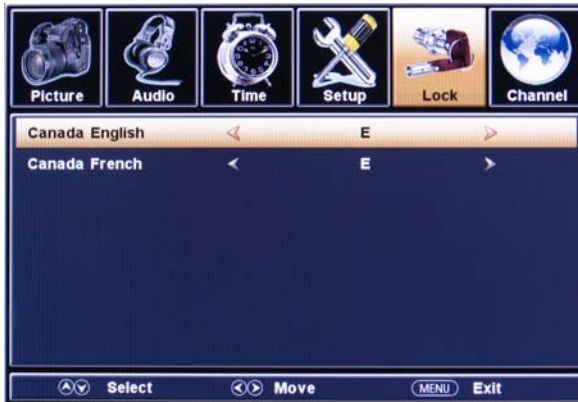 Picture Audio Time Setup Lock Channel
Canada English E
Canada French E
Select Move MENU Exit